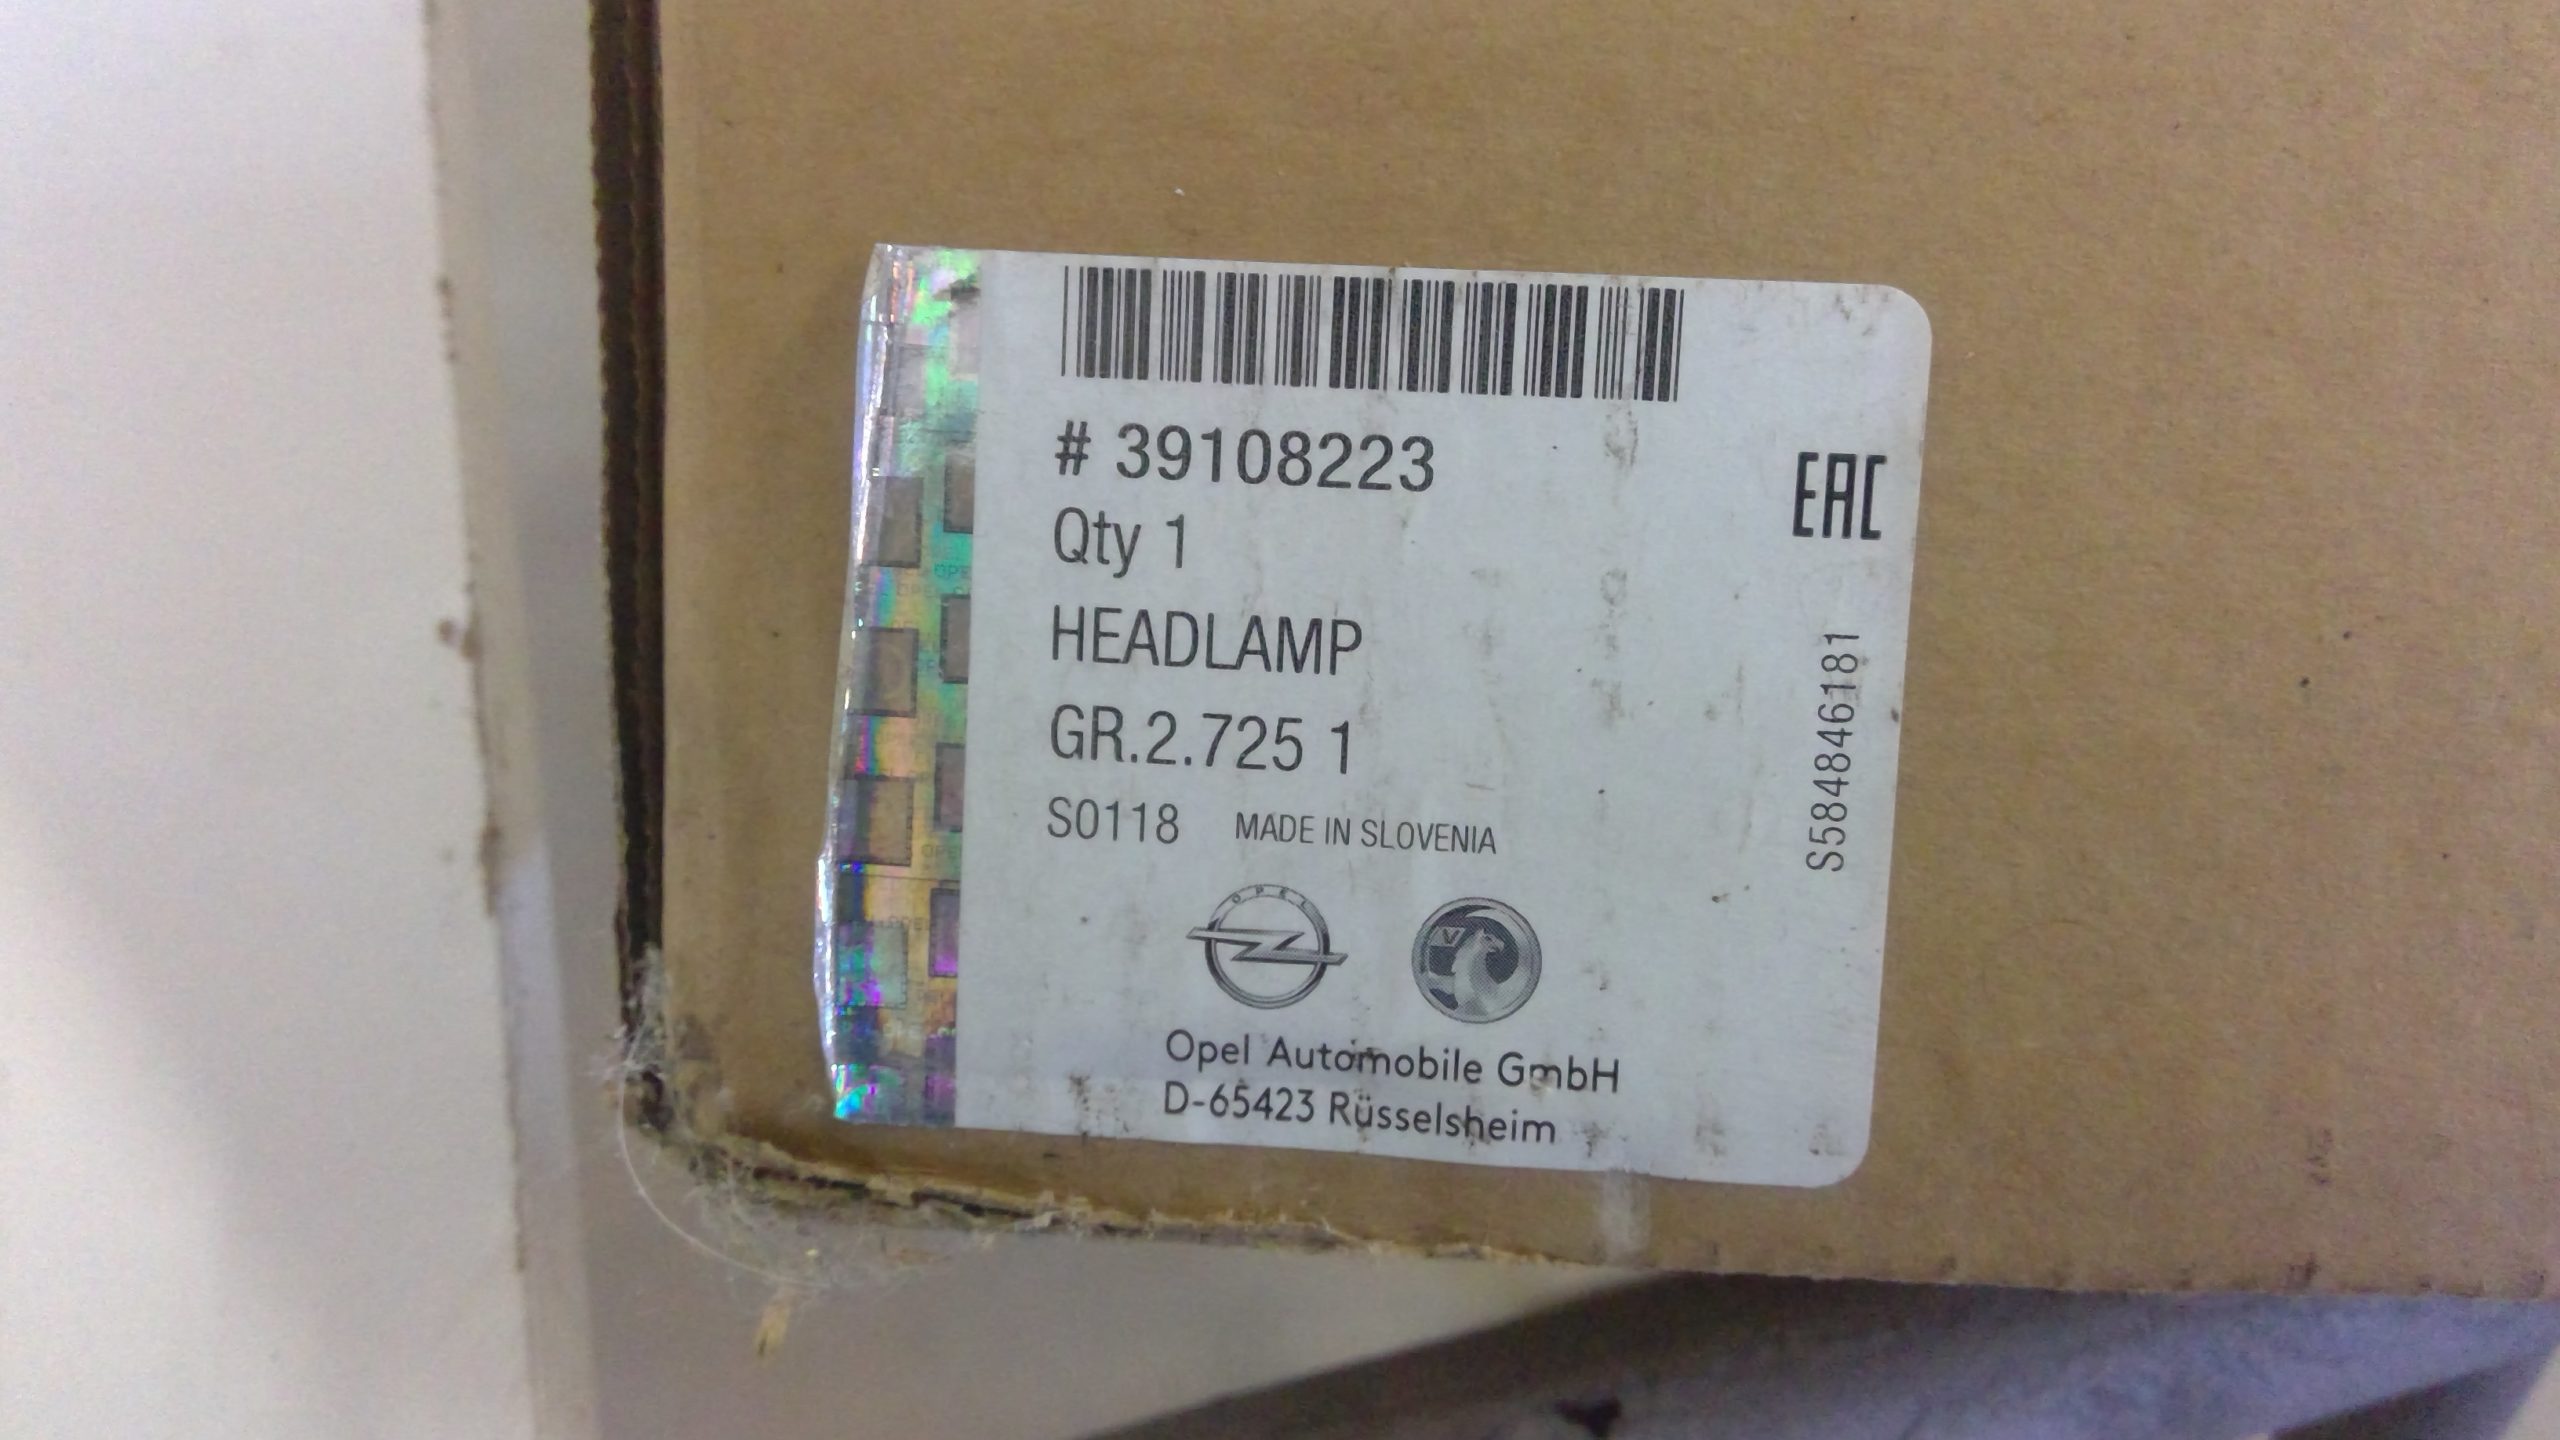 # 39108223
Qty 1
HEADLAMP
GR.2.725 1
S0118 MADE IN SLOVENIA
EAC
S584846181
OPEL
V
Opel Automobile GmbH
D-65423 Rüsselsheim